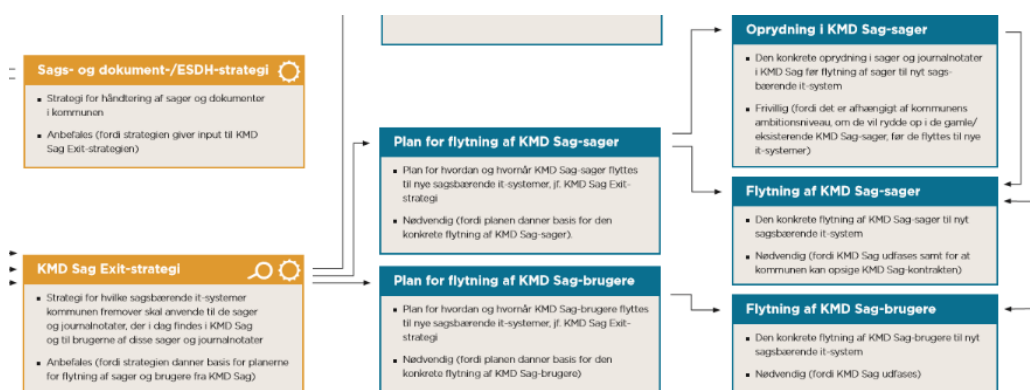 Sags- og dokument-/ESDH-strategi
▪ Strategi for håndtering af sager og dokumenter
i kommunen
▪ Anbefales (fordi strategien giver input til KMD
Sag Exit-strategien)
KMD Sag Exit-strategi
▪ Strategi for hvilke sagsbærende it-systemer
kommunen fremover skal anvende til de sager
og journalnotater, der i dag findes i KMD Sag
og til brugerne af disse sager og journalnotater
▪ Anbefales (fordi strategien danner basis for planerne
for flytning af sager og brugere fra KMD Sag)
Plan for flytning af KMD Sag-sager
▪ Plan for hvordan og hvornår KMD Sag-sager flyttes
til nye sagsbærende it-systemer, jf. KMD Sag Exit-
strategi
▪ Nødvendig (fordi planen danner basis for den
konkrete flytning af KMD Sag-sager).
Plan for flytning af KMD Sag-brugere
▪ Plan for hvordan og hvornår KMD Sag-brugere flyttes
til nye sagsbærende it-systemer, jf. KMD Sag Exit-
strategi
▪ Nødvendig (fordi planen danner basis for den
konkrete flytning af KMD Sag-brugere)
Oprydning i KMD Sag-sager
▪ Den konkrete oprydning i sager og journalnotater
i KMD Sag før flytning af sager til nyt sags-
bærende it-system
▪ Frivillig (fordi det er afhængigt af kommunens
ambitionsniveau, om de vil rydde op i de gamle/
eksisterende KMD Sag-sager, før de flyttes til nye
it-systemer)
Flytning af KMD Sag-sager
▪ Den konkrete flytning af KMD Sag-sager til nyt
sagsbærende it-system
▪ Nødvendig (fordi KMD Sag udfases samt for at
kommunen kan opsige KMD Sag-kontrakten)
Flytning af KMD Sag-brugere
▪ Den konkrete flytning af KMD Sag-brugere til nyt
sagsbærende it-system
▪ Nødvendig (fordi KMD Sag udfases)